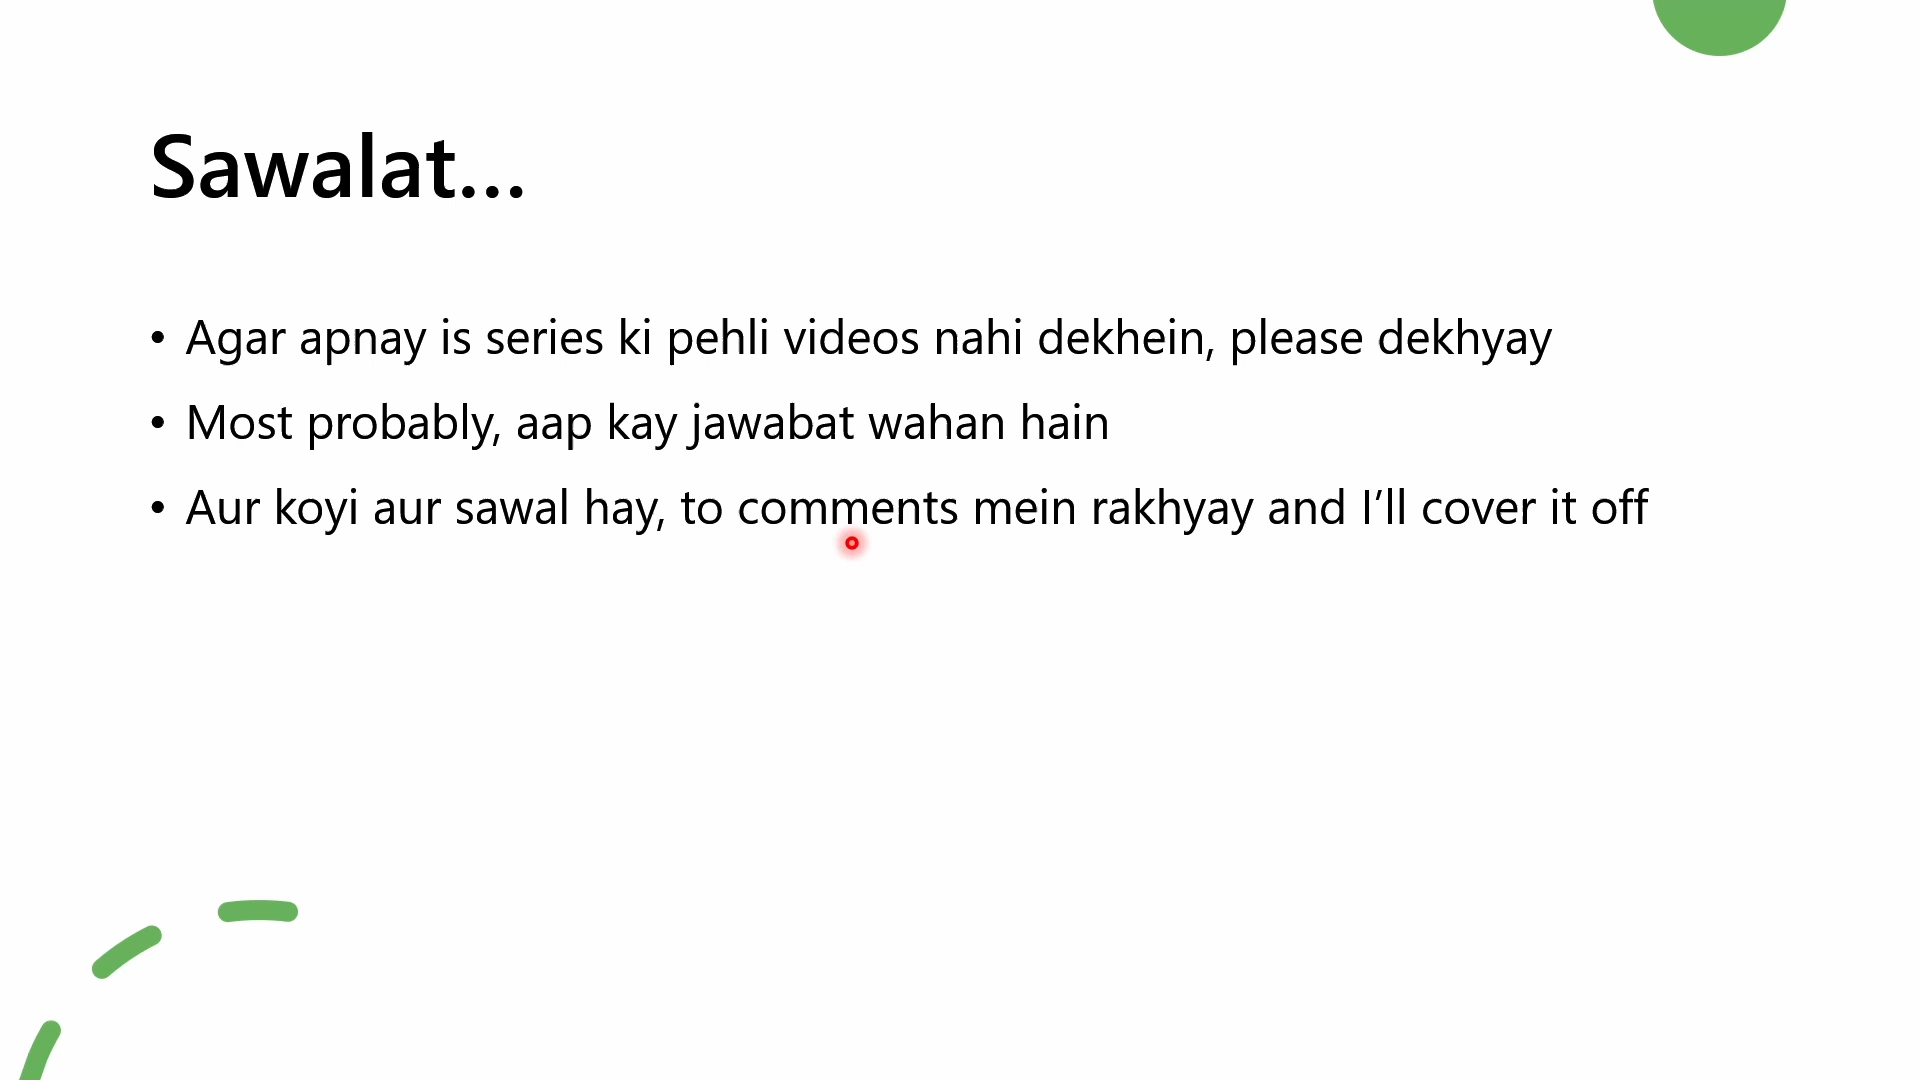 Sawalat...
• Agar apnay is series ki pehli videos nahi dekhein, please dekhyay
• Most probably, aap kay jawabat wahan hain
• Aur koyi aur sawal hay, to comments mein rakhyay and I’ll cover it off